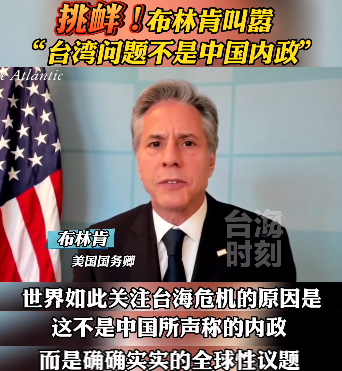 挑衅！布林肯叫嚣
“台湾问题不是中国内政”
e Atlantic
台海
时刻
布林肯
美国国务卿
世界如此关注台海危机的原因是
这不是中国所声称的内政
而是确确实实的全球性议题